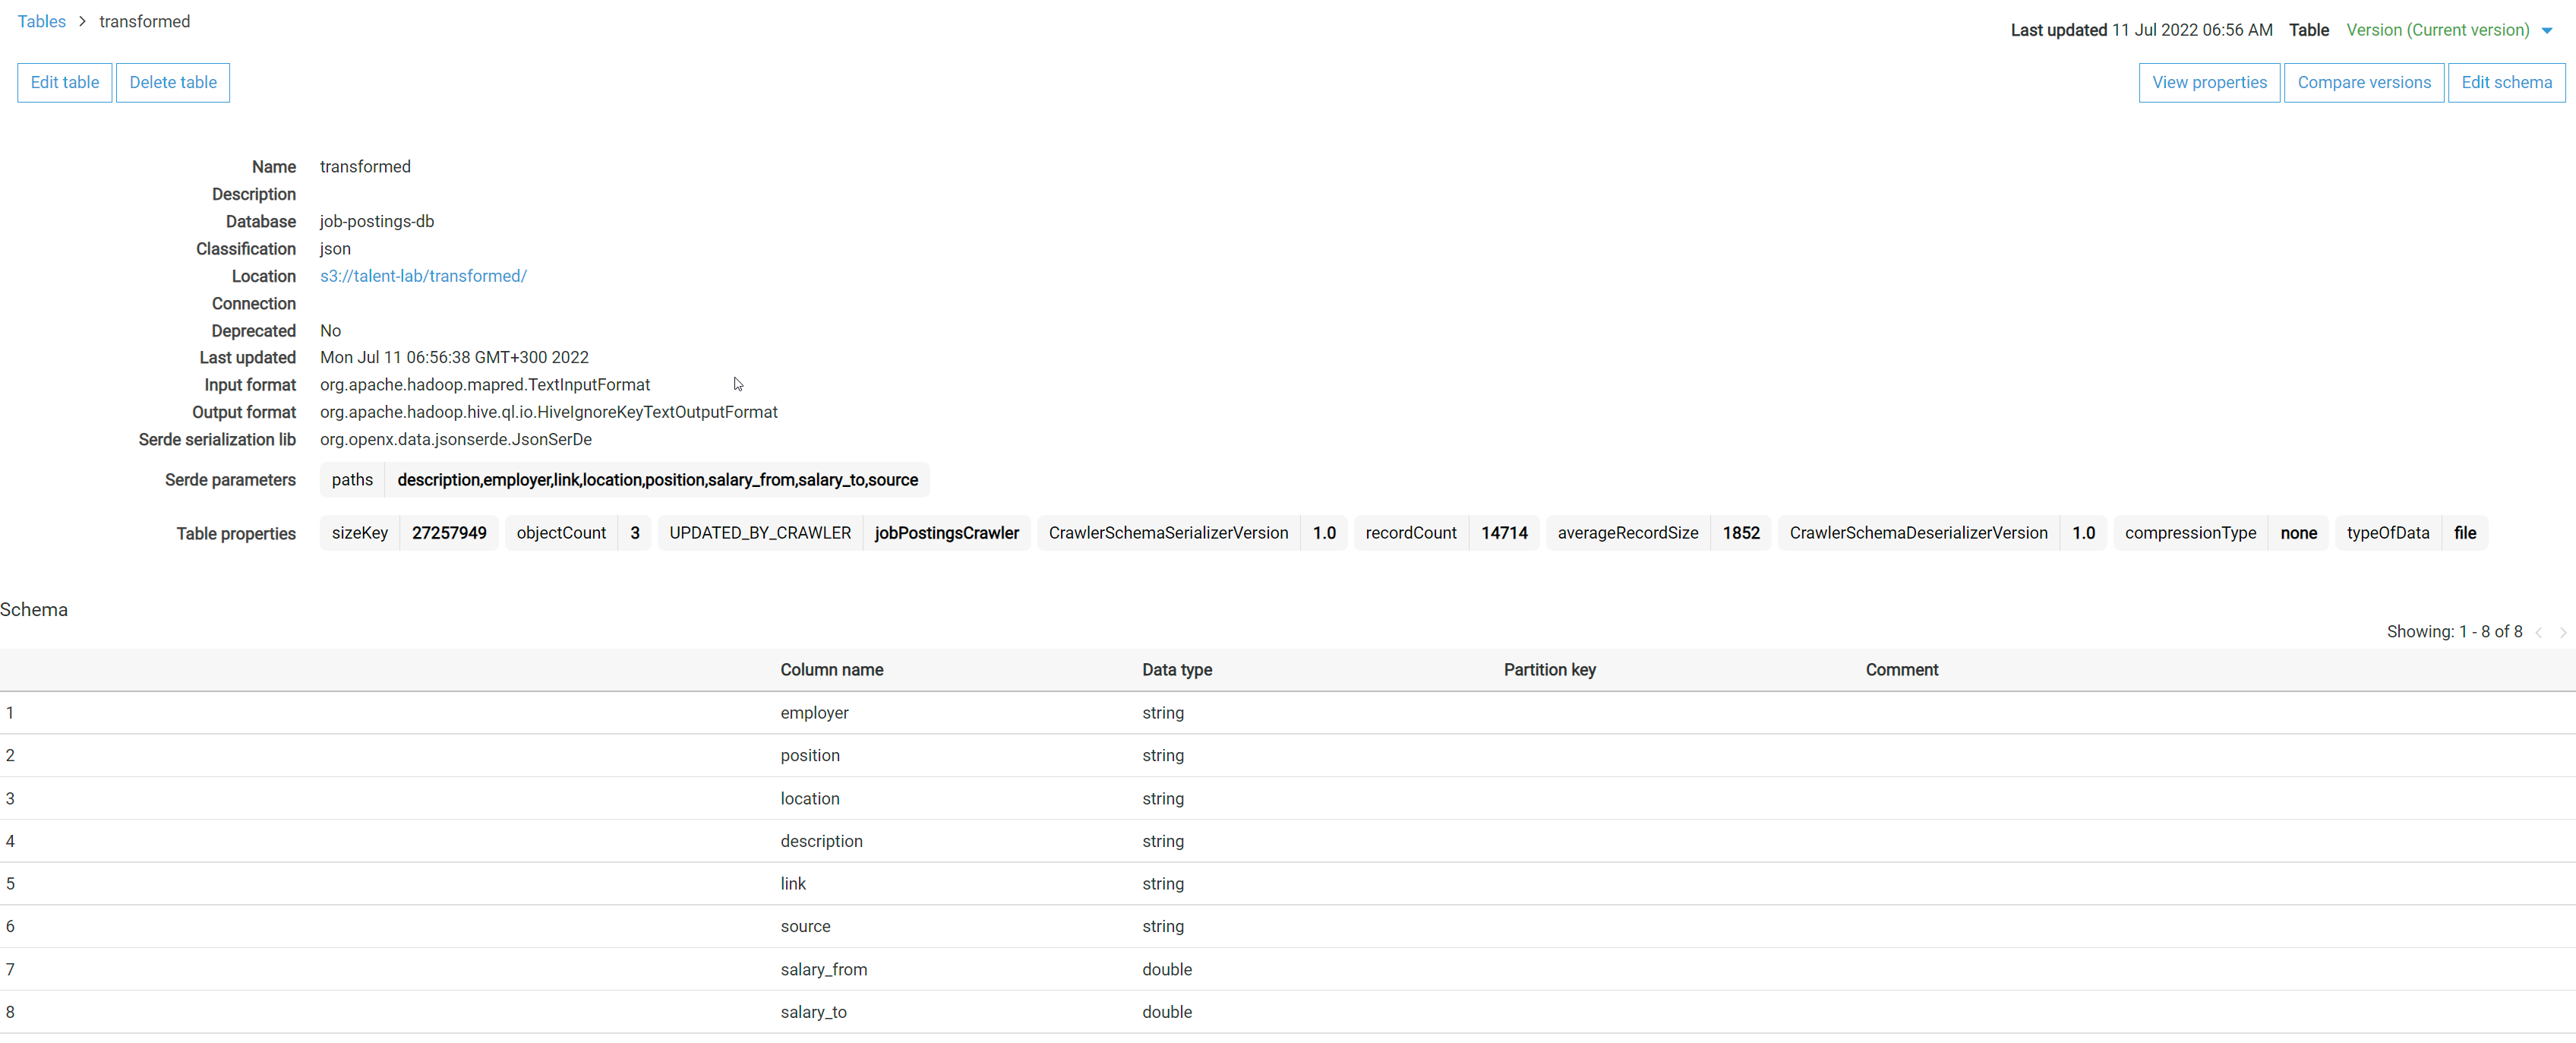 Tables > transformed
Last updated 11 Jul 2022 06:56 AM Table Version (Current version)
Edit table Delete table
View properties Compare versions Edit schema
Name transformed
Description
Database job-postings-db
Classification json
Location s3://talent-lab/transformed/
Connection
Deprecated No
Last updated Mon Jul 11 06:56:38 GMT+300 2022
Input format org.apache.hadoop.mapred.TextInputFormat
Output format org.apache.hadoop.hive.ql.io.HiveIgnoreKeyTextOutputFormat
Serde serialization lib org.openx.data.jsonserde.JsonSerDe
Serde parameters paths description,employer,link,location,position,salary_from,salary_to,source
Table properties sizeKey 27257949 objectCount 3 UPDATED_BY_CRAWLER jobPostingsCrawler CrawlerSchemaSerializerVersion 1.0 recordCount 14714 averageRecordSize 1852 CrawlerSchemaDeserializerVersion 1.0 compressionType none typeOfData file
Schema
Showing: 1 - 8 of 8 < >
Column name Data type Partition key Comment
1 employer string
2 position string
3 location string
4 description string
5 link string
6 source string
7 salary_from double
8 salary_to double